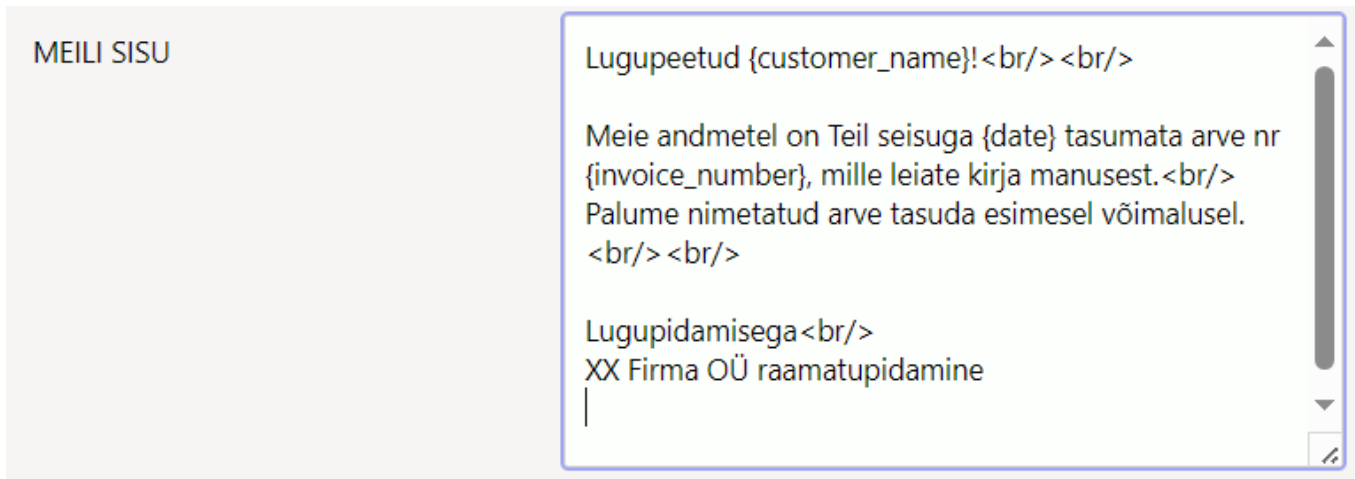 MEILI SISU
Lugupeetud {customer_name}!<br/><br/>
Meie andmetel on Teil seisuga {date} tasumata arve nr
{invoice_number}, mille leiate kirja manusest.<br/>
Palume nimetatud arve tasuda esimesel võimalusel.
<br/><br/>
Lugupidamisega<br/>
XX Firma OÜ raamatupidamine